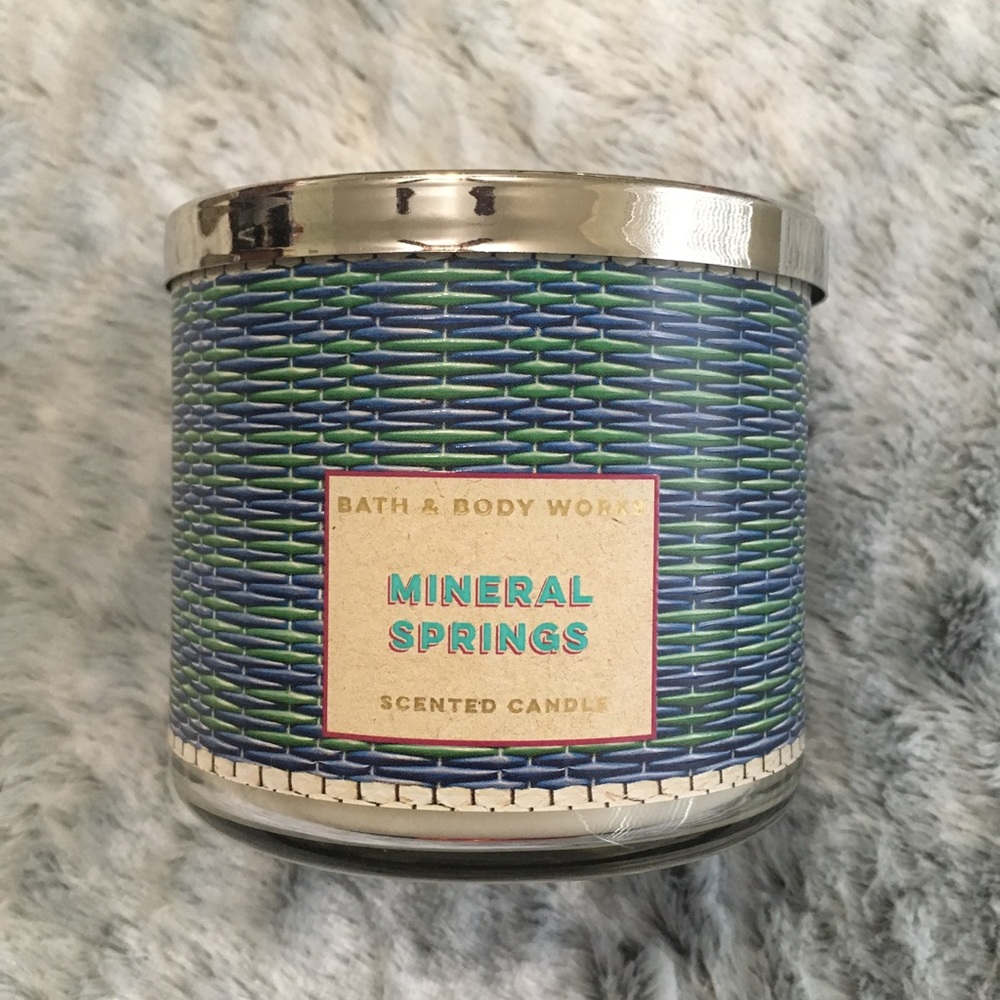 BATH & BODY WORKS
MINERAL
SPRINGS
SCENTED CANDLE